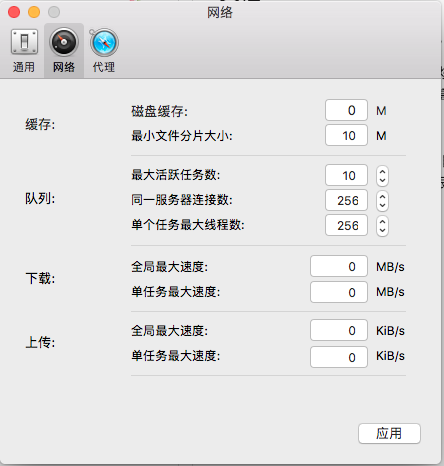 网络
通用 网络 代理
缓存:
磁盘缓存: 0 M
最小文件分片大小: 10 M
队列:
最大活跃任务数: 10
同一服务器连接数: 256
单个任务最大线程数: 256
下载:
全局最大速度: 0 MB/s
单任务最大速度: 0 MB/s
上传:
全局最大速度: 0 KiB/s
单任务最大速度: 0 KiB/s
应用